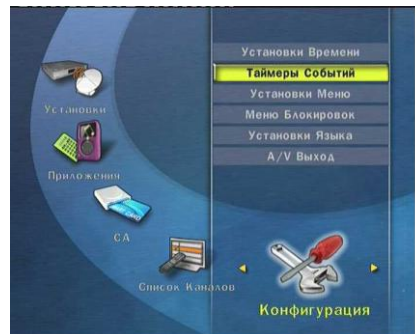 Установки Времени
Таймеры Событий
Установки Меню
Меню Блокировок
Установки Языка
A/V Выход
Установки
Приложения
CA
Список Каналов
Конфигурация